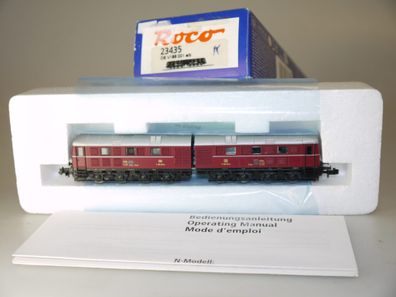 Roco
23435
Bedienungsanleitung
Operating Manual
Mode d'emploi
N-Modell: